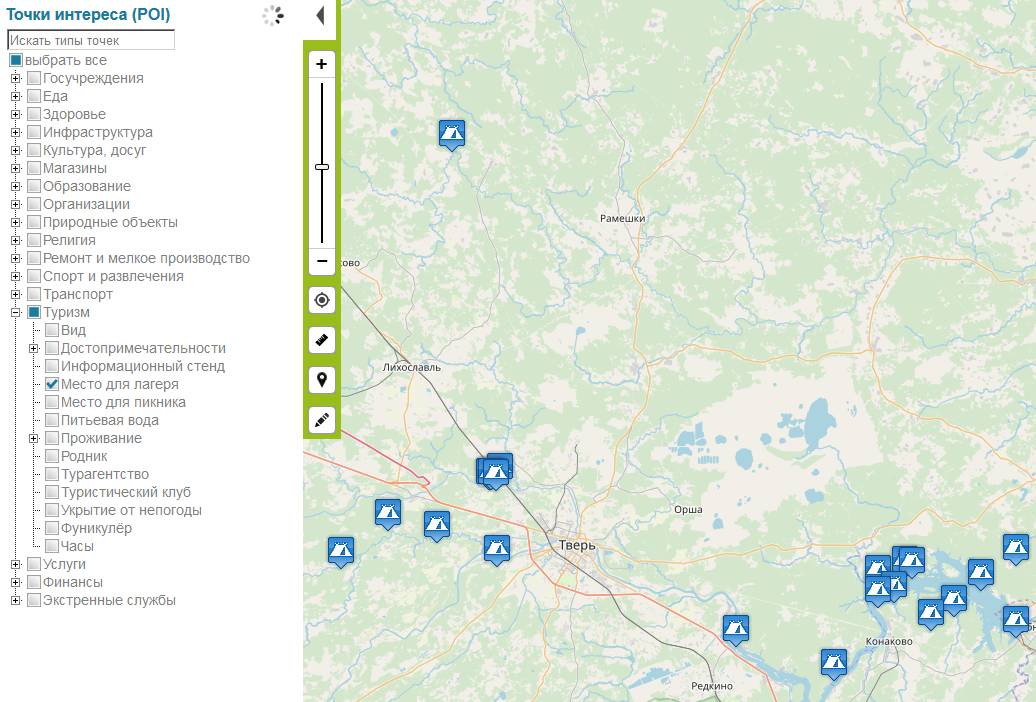 Точки интереса (POI)
Искать типы точек
выбрать все
Госучреждения
Еда
Здоровье
Инфраструктура
Культура, досуг
Магазины
Образование
Организации
Природные объекты
Религия
Ремонт и мелкое производство
Спорт и развлечения
Транспорт
Туризм
Вид
Достопримечательности
Информационный стенд
Место для лагеря
Место для пикника
Питьевая вода
Проживание
Родник
Турагентство
Туристический клуб
Укрытие от непогоды
Фуникулёр
Часы
Услуги
Финансы
Экстренные службы
Рамешки
ково
Лихославль
Орша
Тверь
Конаково
Редкино